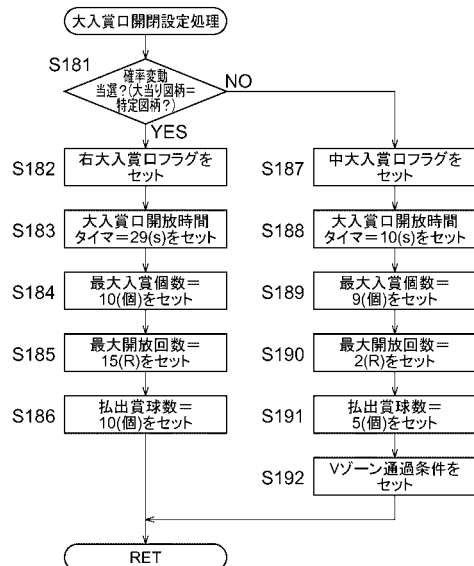 大入賞口開閉設定処理
S181
確率変動
当選?(大当り図柄=
特定図柄?)
NO
YES
S182
右大入賞口フラグを
セット
S183
大入賞口開放時間
タイマ=29(s)をセット
S184
最大入賞個数=
10(個)をセット
S185
最大開放回数=
15(R)をセット
S186
払出賞球数=
10(個)をセット
S187
中大入賞口フラグを
セット
S188
大入賞口開放時間
タイマ=10(s)をセット
S189
最大入賞個数=
9(個)をセット
S190
最大開放回数=
2(R)をセット
S191
払出賞球数=
5(個)をセット
S192
Vゾーン通過条件を
セット
RET